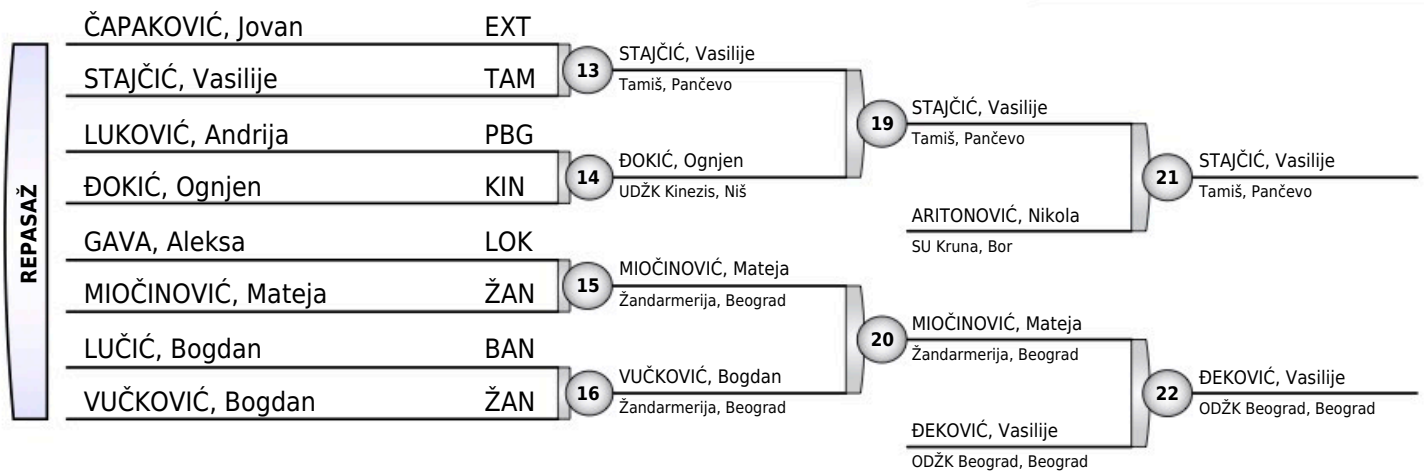 REPASAŽ
ČAPAKOVIĆ, Jovan EXT
STAJČIĆ, Vasilije TAM
LUKOVIĆ, Andrija PBG
ĐOKIĆ, Ognjen KIN
GAVA, Aleksa LOK
MIOČINOVIĆ, Mateja ŽAN
LUČIĆ, Bogdan BAN
VUČKOVIĆ, Bogdan ŽAN
13
STAJČIĆ, Vasilije
Tamiš, Pančevo
14
ĐOKIĆ, Ognjen
UDŽK Kinezis, Niš
15
MIOČINOVIĆ, Mateja
Žandarmerija, Beograd
16
VUČKOVIĆ, Bogdan
Žandarmerija, Beograd
19
STAJČIĆ, Vasilije
Tamiš, Pančevo
ARITONOVIĆ, Nikola
SU Kruna, Bor
20
MIOČINOVIĆ, Mateja
Žandarmerija, Beograd
ĐEKOVIĆ, Vasilije
ODŽK Beograd, Beograd
21
STAJČIĆ, Vasilije
Tamiš, Pančevo
22
ĐEKOVIĆ, Vasilije
ODŽK Beograd, Beograd